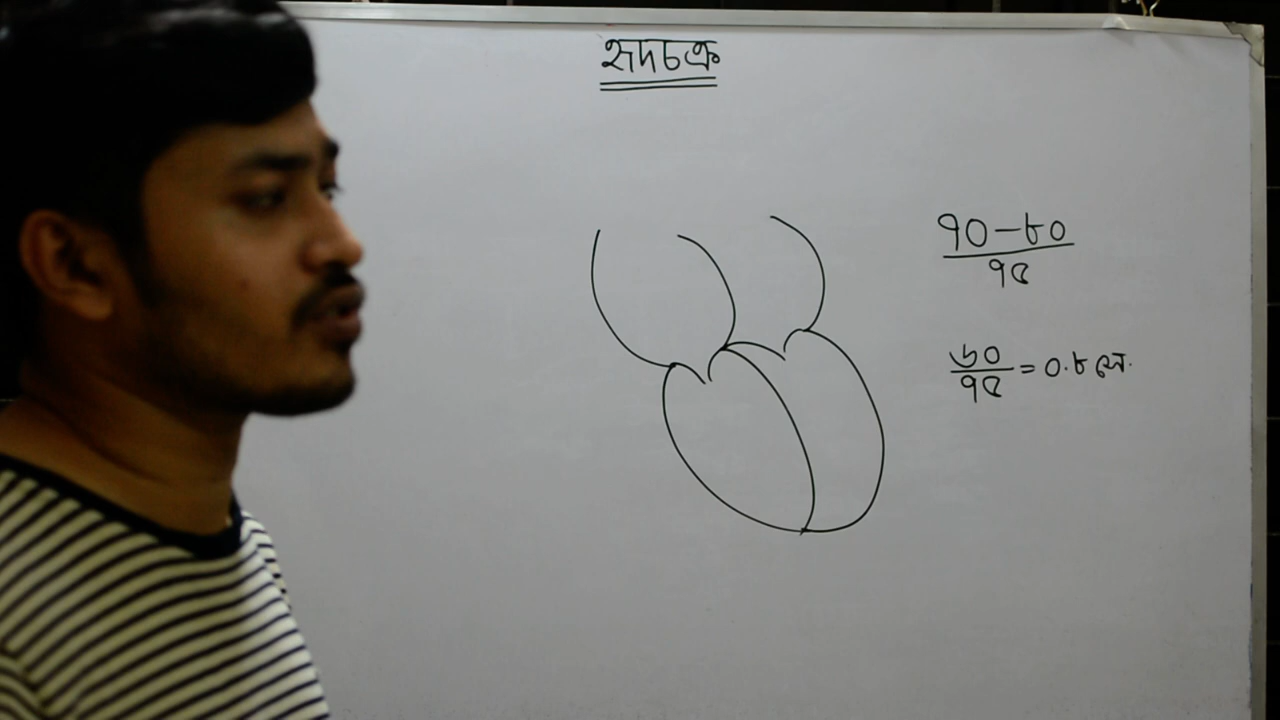 হৃদচক্র
৭০-৮০
৭৫
৬০
৭৫ = ০.৮ সে.